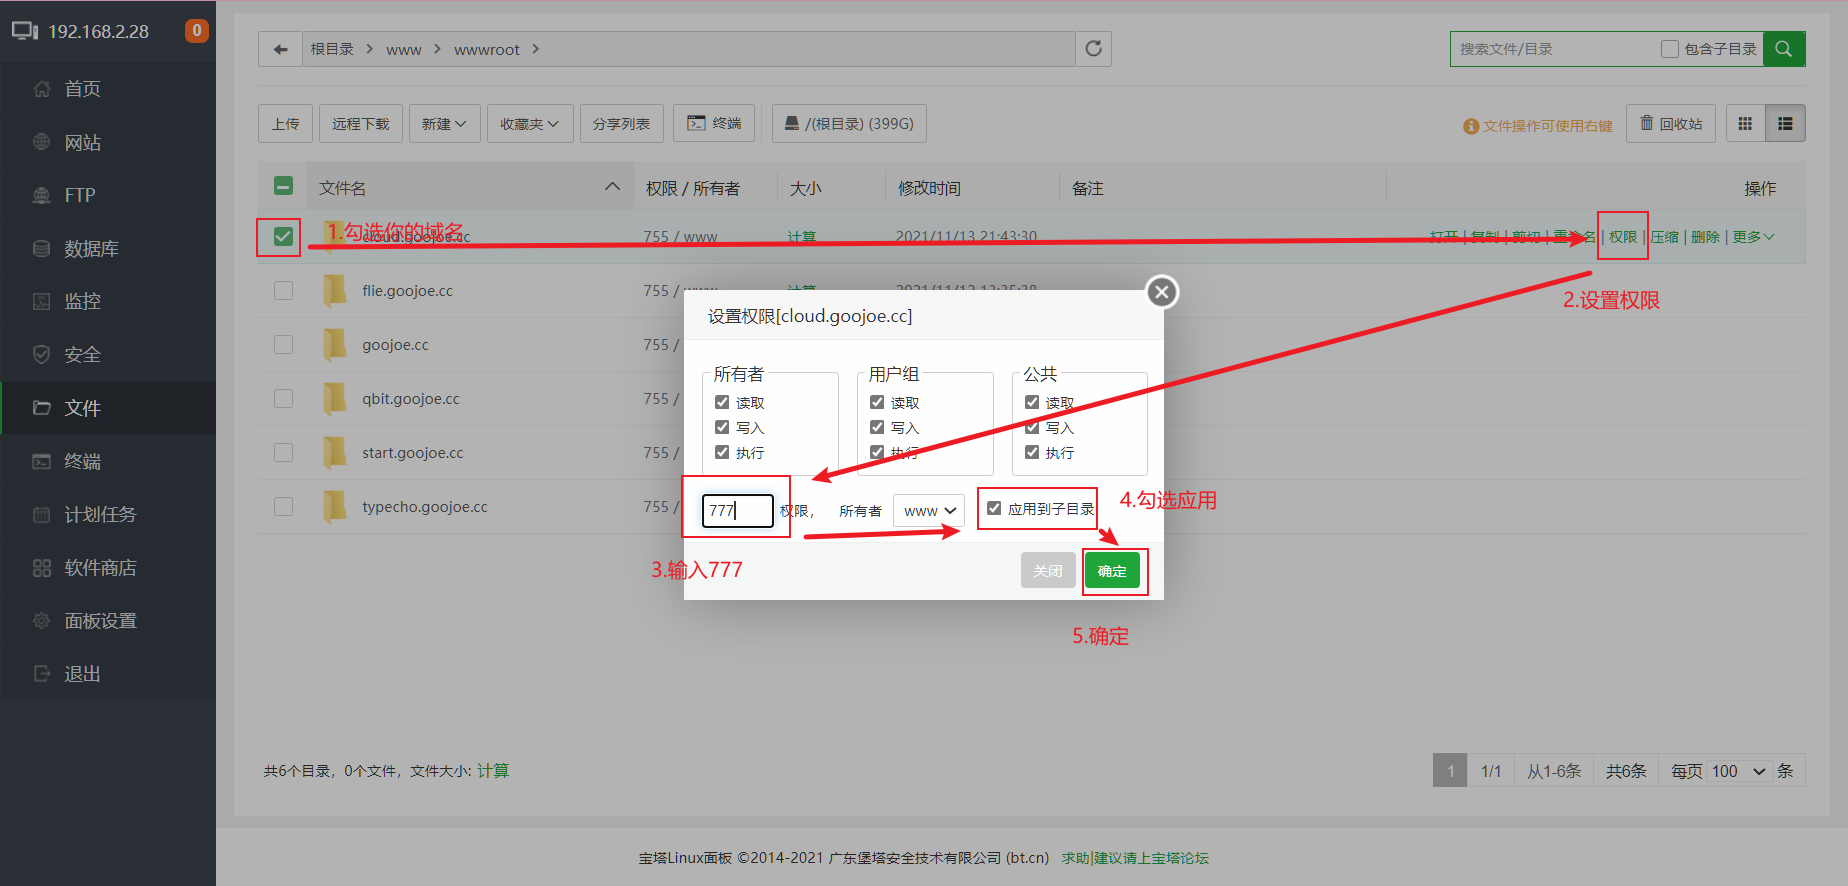 192.168.2.28
0
首页
网站
FTP
数据库
监控
安全
文件
终端
计划任务
软件商店
面板设置
退出
根目录 > www > wwwroot >
搜索文件/目录
包含子目录
上传
远程下载
新建
收藏夹
分享列表
终端
/(根目录) (399G)
文件操作可使用右键
回收站
文件名
权限 / 所有者
大小
修改时间
备注
操作
1.勾选你的域名
cloud.goojoe.cc
755 / www
计算
2021/11/13 21:43:30
打开 | 复制 | 剪切 | 重命名 | 权限 | 压缩 | 删除 | 更多
flie.goojoe.cc
755 / www
计算
2021/11/12 13:35:38
2.设置权限
goojoe.cc
755 /
qbit.goojoe.cc
755 /
start.goojoe.cc
755 /
typecho.goojoe.cc
755 /
设置权限[cloud.goojoe.cc]
所有者
读取
写入
执行
用户组
读取
写入
执行
公共
读取
写入
执行
777
权限，
所有者
www
应用到子目录
4.勾选应用
3.输入777
关闭
确定
5.确定
共6个目录，0个文件，文件大小: 计算
1
1/1
从1-6条
共6条
每页 100 条
宝塔Linux面板 ©2014-2021 广东堡塔安全技术有限公司 (bt.cn) 求助|建议请上宝塔论坛